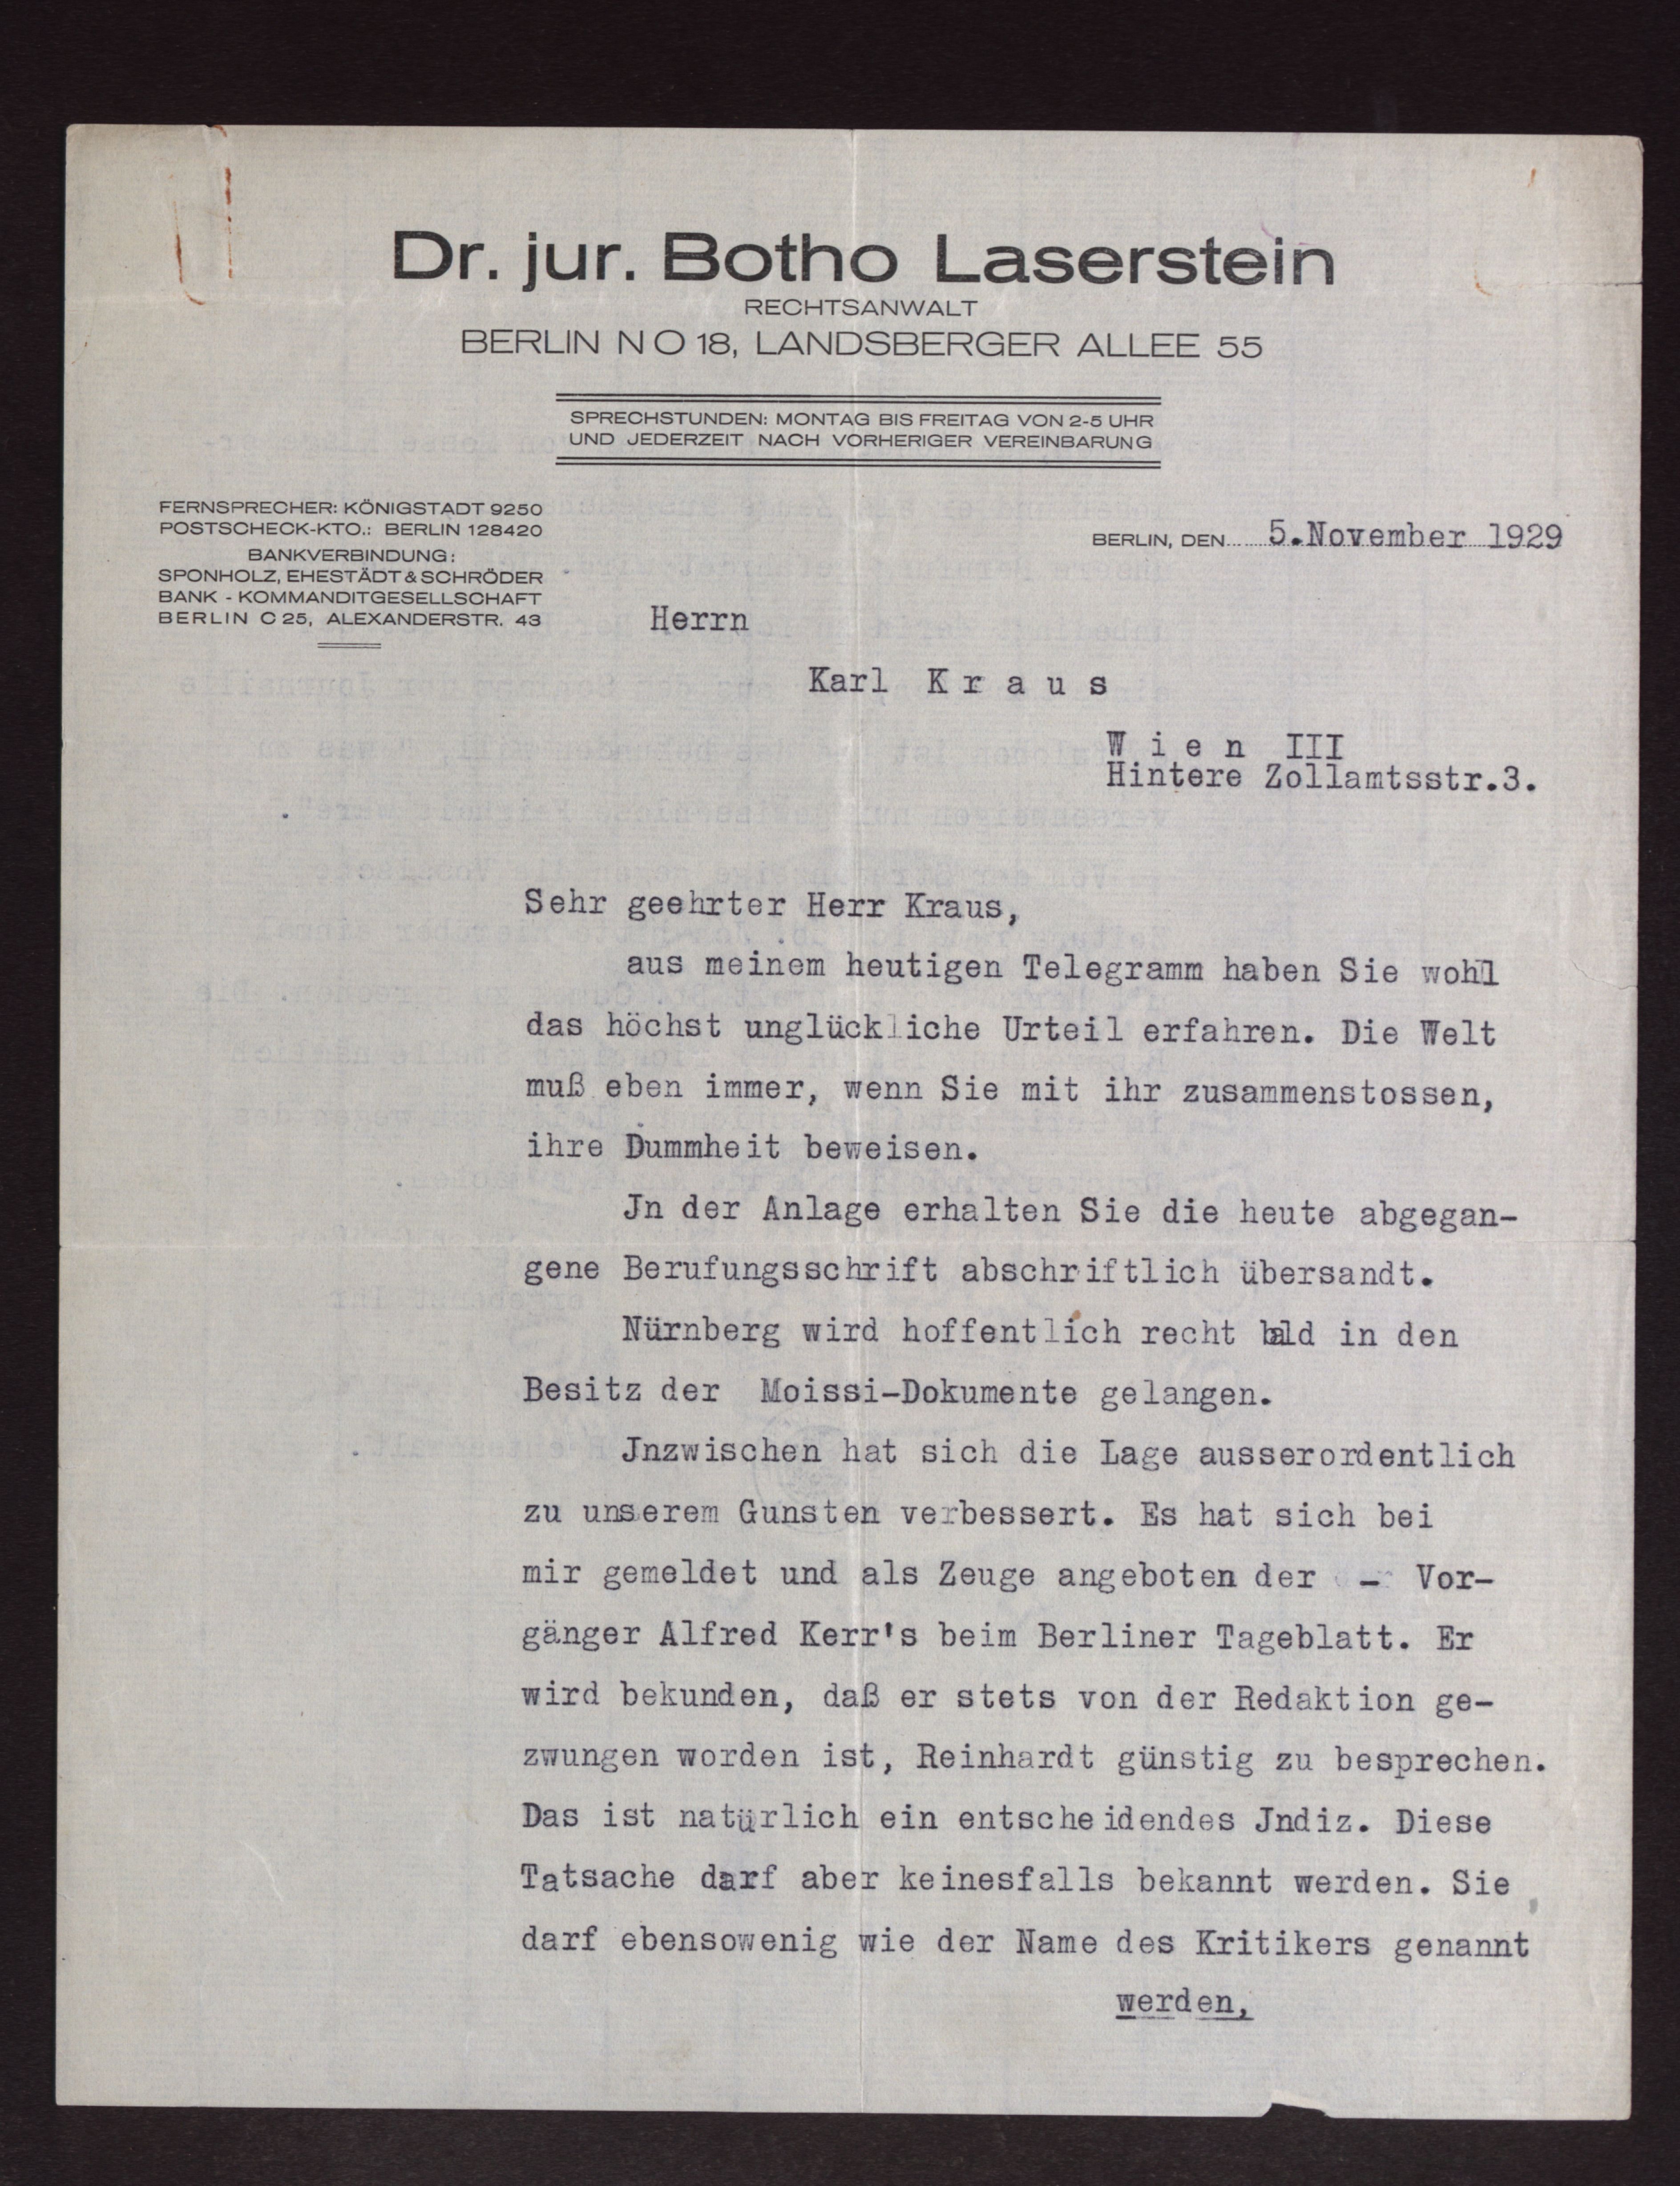 Dr. jur. Botho Laserstein
RECHTSANWALT
BERLIN NO 18, LANDSBERGER ALLEE 55
SPRECHSTUNDEN: MONTAG BIS FREITAG VON 2-5 UHR
UND JEDERZEIT NACH VORHERIGER VEREINBARUNG
FERNSPRECHER: KÖNIGSTADT 9250
POSTSCHECK-KTO.: BERLIN 128420
BANKVERBINDUNG:
SPONHOLZ, EHESTÄDT & SCHRÖDER
BANK - KOMMANDITGESELLSCHAFT
BERLIN C 25, ALEXANDERSTR. 43
BERLIN, DEN 5.November 1929
Herrn
Karl K r a u s
W i e n III
Hintere Zollamtsstr.3.
Sehr geehrter Herr Kraus,
aus meinem heutigen Telegramm haben Sie wohl
das höchst unglückliche Urteil erfahren. Die Welt
muß eben immer, wenn Sie mit ihr zusammenstossen,
ihre Dummheit beweisen.
Jn der Anlage erhalten Sie die heute abgegan-
gene Berufungsschrift abschriftlich übersandt.
Nürnberg wird hoffentlich recht bald in den
Besitz der Moissi-Dokumente gelangen.
Jnzwischen hat sich die Lage ausserordentlich
zu unserem Gunsten verbessert. Es hat sich bei
mir gemeldet und als Zeuge angeboten der - Vor-
gänger Alfred Kerr's beim Berliner Tageblatt. Er
wird bekunden, daß er stets von der Redaktion ge-
zwungen worden ist, Reinhardt günstig zu besprechen.
Das ist natürlich ein entscheidendes Jndiz. Diese
Tatsache darf aber keinesfalls bekannt werden. Sie
darf ebensowenig wie der Name des Kritikers genannt
werden,